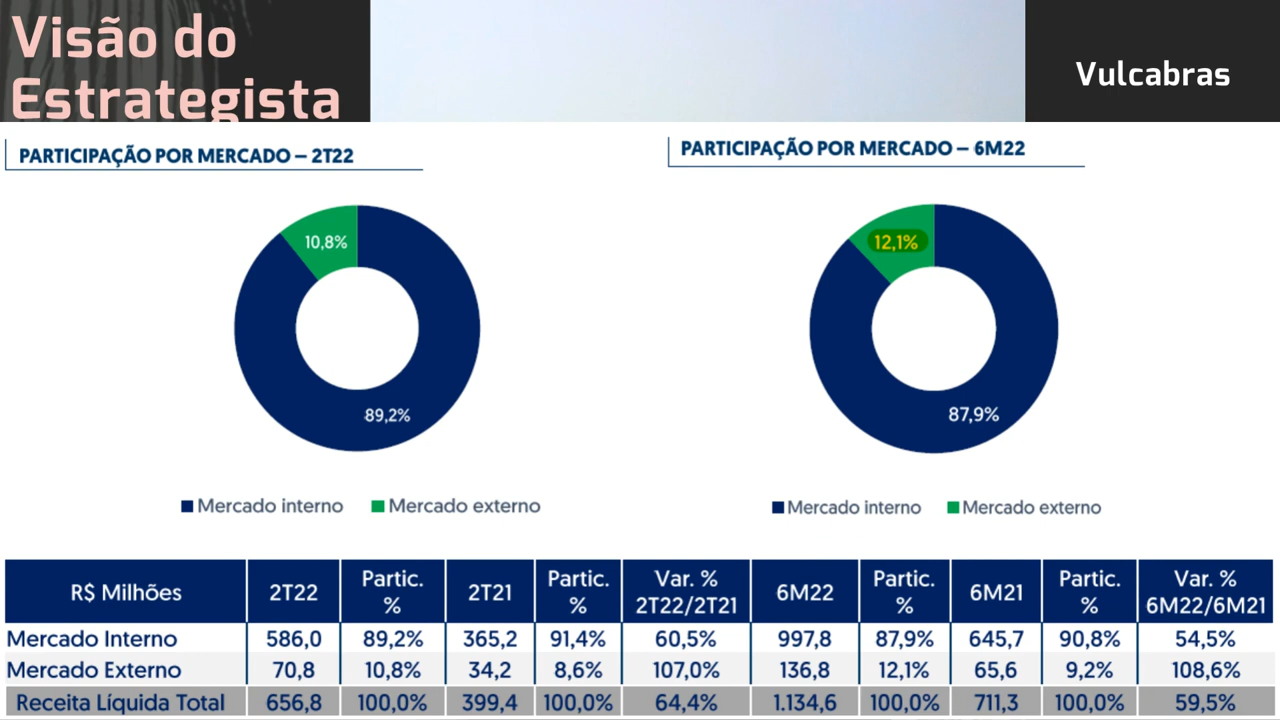 Visão do
Estrategista
Vulcabras
PARTICIPAÇÃO POR MERCADO – 2T22
PARTICIPAÇÃO POR MERCADO – 6M22
10,8%
89,2%
12,1%
87,9%
Mercado interno Mercado externo
Mercado interno Mercado externo
R$ Milhões 2T22 Partic. % 2T21 Partic. % Var. % 2T22/2T21 6M22 Partic. % 6M21 Partic. % Var. % 6M22/6M21
Mercado Interno 586,0 89,2% 365,2 91,4% 60,5% 997,8 87,9% 645,7 90,8% 54,5%
Mercado Externo 70,8 10,8% 34,2 8,6% 107,0% 136,8 12,1% 65,6 9,2% 108,6%
Receita Líquida Total 656,8 100,0% 399,4 100,0% 64,4% 1.134,6 100,0% 711,3 100,0% 59,5%